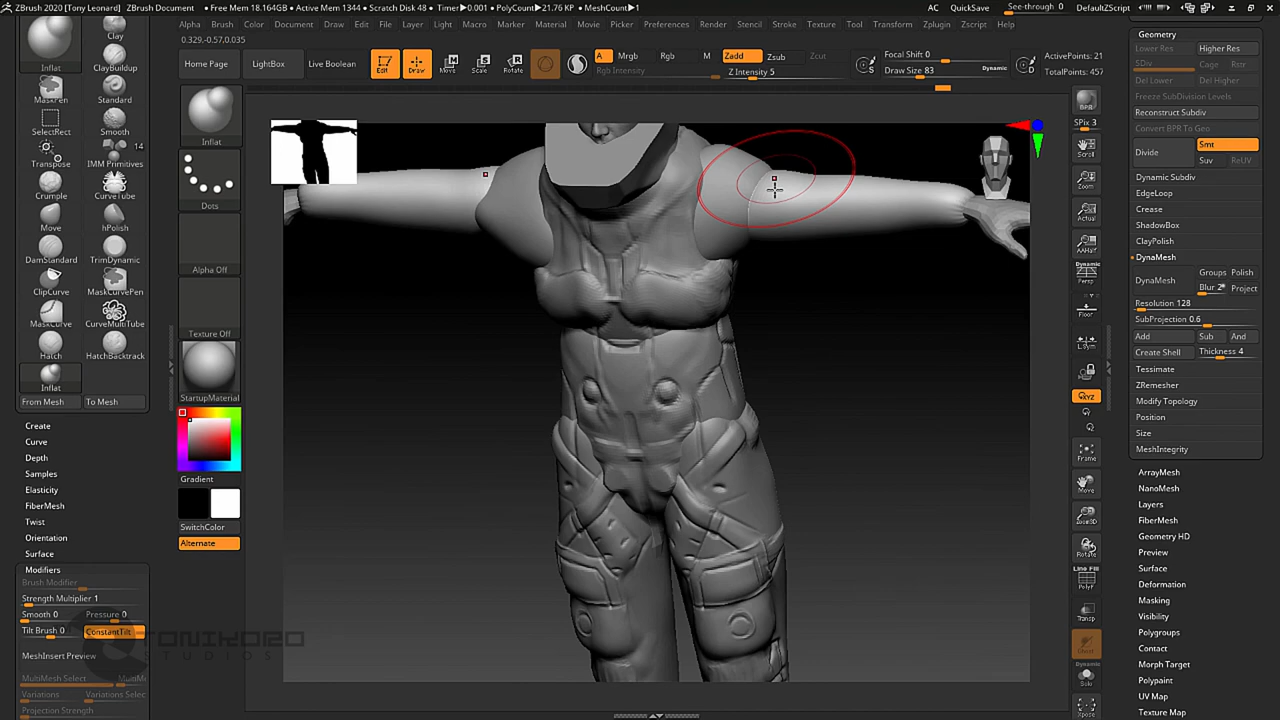 ZBrush 2020 [Tony Leonard] ZBrush Document • Free Mem 18.164GB • Active Mem 1344 • Scratch Disk 48 • Timer▶0.001 • PolyCount▶21.76 KP • MeshCount▶1 AC QuickSave See-through 0 Menus DefaultZScript
Alpha Brush Color Document Draw Edit File Layer Light Macro Marker Material Movie Picker Preferences Render Stencil Stroke Texture Tool Transform Zplugin Zscript Help
0.329,-0.57,0.035
Home Page LightBox Live Boolean Edit Draw Move Scale Rotate A Mrgb Rgb M Zadd Zsub Zcut
Rgb Intensity Z Intensity 5
Focal Shift 0
Draw Size 83 Dynamic
S D
ActivePoints: 21
TotalPoints: 457
Inflat Clay
ClayBuildup
MaskPen Standard
SelectRect Smooth
14
Transpose IMM Primitives
Crumple CurveTube
Move hPolish
DamStandard TrimDynamic
ClipCurve MaskCurvePen
MaskCurve CurveMultiTube
Hatch HatchBacktrack
Inflat
From Mesh To Mesh
Create
Curve
Depth
Samples
Elasticity
FiberMesh
Twist
Orientation
Surface
Modifiers
Brush Modifier
Strength Multiplier 1
Smooth 0 Pressure 0
Tilt Brush 0 ConstantTilt
MeshInsert Preview
MultiMesh Select MultiM
Variations Variations Selec
Projection Strength
Inflat
Dots
Alpha Off
Texture Off
StartupMaterial
Gradient
SwitchColor
Alternate
TONIKORO
STUDIOS
BPR
SPix 3
Scroll
Zoom
Actual
AAHalf
Dynamic
Persp
Floor
L.Sym
XYZ
Frame
Move
Zoom3D
Rotate
Line Fill
PolyF
Transp
Ghost
Dynamic
Solo
Xpose
Geometry
Lower Res Higher Res
SDiv Cage Rstr
Del Lower Del Higher
Freeze SubDivision Levels
Reconstruct Subdiv
Convert BPR To Geo
Divide Smt
Suv ReUV
Dynamic Subdiv
EdgeLoop
Crease
ShadowBox
ClayPolish
DynaMesh
DynaMesh Groups Polish
Blur 2 Project
Resolution 128
SubProjection 0.6
Add Sub And
Create Shell Thickness 4
Tessimate
ZRemesher
Modify Topology
Position
Size
MeshIntegrity
ArrayMesh
NanoMesh
Layers
FiberMesh
Geometry HD
Preview
Surface
Deformation
Masking
Visibility
Polygroups
Contact
Morph Target
Polypaint
UV Map
Texture Map